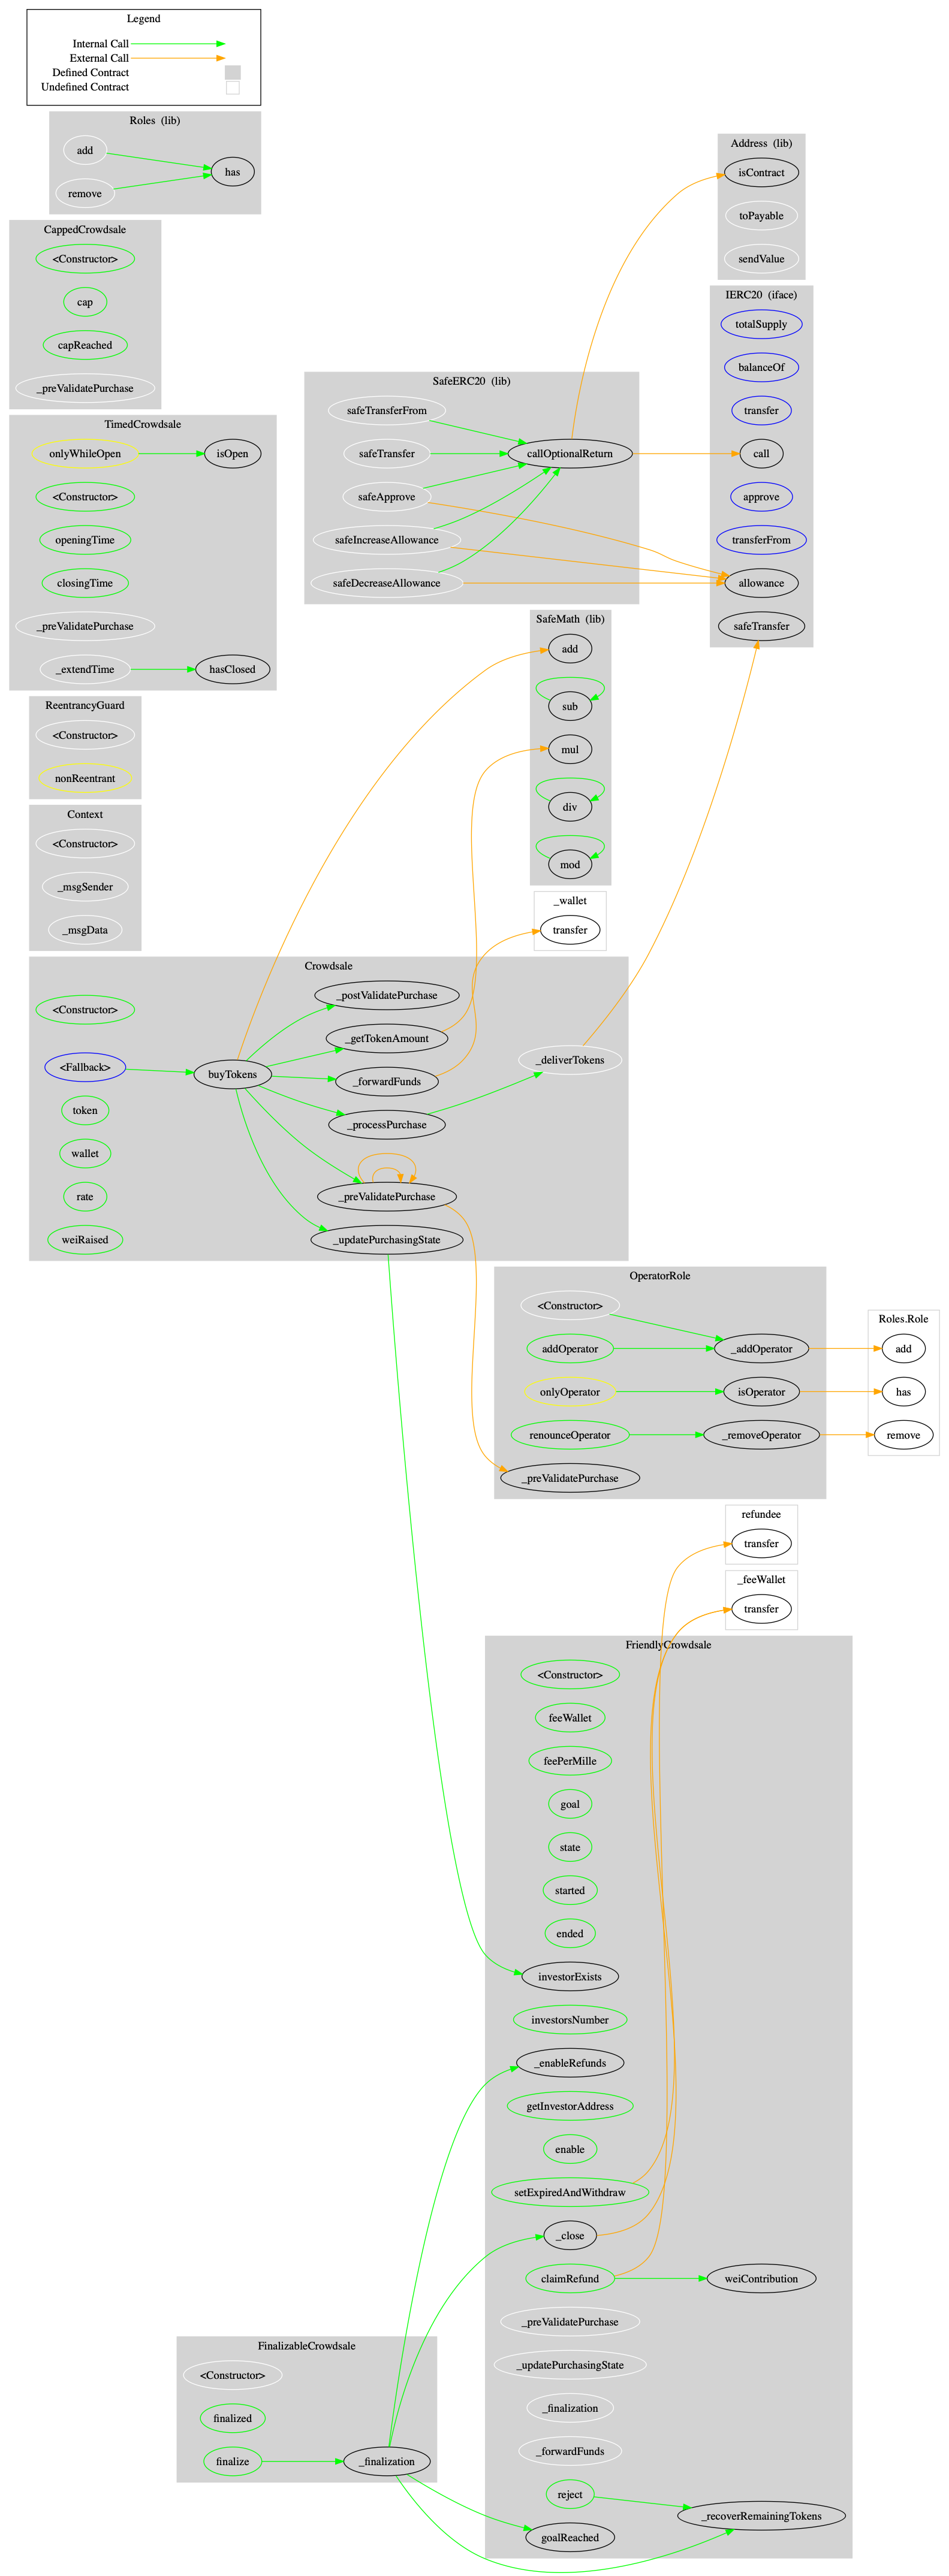 Legend
Internal Call
External Call
Defined Contract
Undefined Contract
Roles  (lib)
add
remove
has
CappedCrowdsale
<Constructor>
cap
capReached
_preValidatePurchase
TimedCrowdsale
onlyWhileOpen
isOpen
<Constructor>
openingTime
closingTime
_preValidatePurchase
_extendTime
hasClosed
ReentrancyGuard
<Constructor>
nonReentrant
Context
<Constructor>
_msgSender
_msgData
Address  (lib)
isContract
toPayable
sendValue
IERC20  (iface)
totalSupply
balanceOf
transfer
call
approve
transferFrom
allowance
safeTransfer
SafeERC20  (lib)
safeTransferFrom
safeTransfer
safeApprove
safeIncreaseAllowance
safeDecreaseAllowance
callOptionalReturn
SafeMath  (lib)
add
sub
mul
div
mod
_wallet
transfer
Crowdsale
<Constructor>
<Fallback>
token
wallet
rate
weiRaised
buyTokens
_postValidatePurchase
_getTokenAmount
_forwardFunds
_processPurchase
_preValidatePurchase
_updatePurchasingState
_deliverTokens
OperatorRole
<Constructor>
addOperator
onlyOperator
renounceOperator
_preValidatePurchase
_addOperator
isOperator
_removeOperator
Roles.Role
add
has
remove
refundee
transfer
_feeWallet
transfer
FriendlyCrowdsale
<Constructor>
feeWallet
feePerMille
goal
state
started
ended
investorExists
investorsNumber
_enableRefunds
getInvestorAddress
enable
setExpiredAndWithdraw
_close
claimRefund
weiContribution
_preValidatePurchase
_updatePurchasingState
_finalization
_forwardFunds
reject
_recoverRemainingTokens
goalReached
FinalizableCrowdsale
<Constructor>
finalized
finalize
_finalization